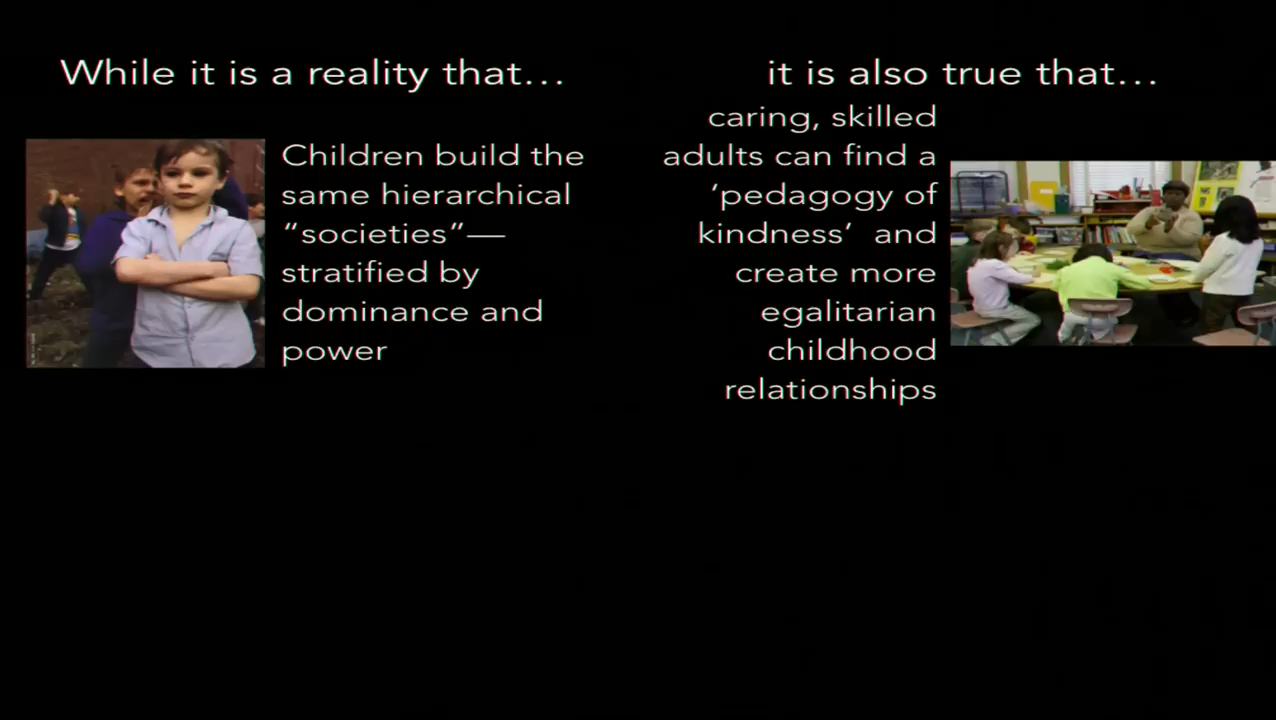 While it is a reality that…
Children build the
same hierarchical
“societies”—
stratified by
dominance and
power
it is also true that…
caring, skilled
adults can find a
‘pedagogy of
kindness’ and
create more
egalitarian
childhood
relationships